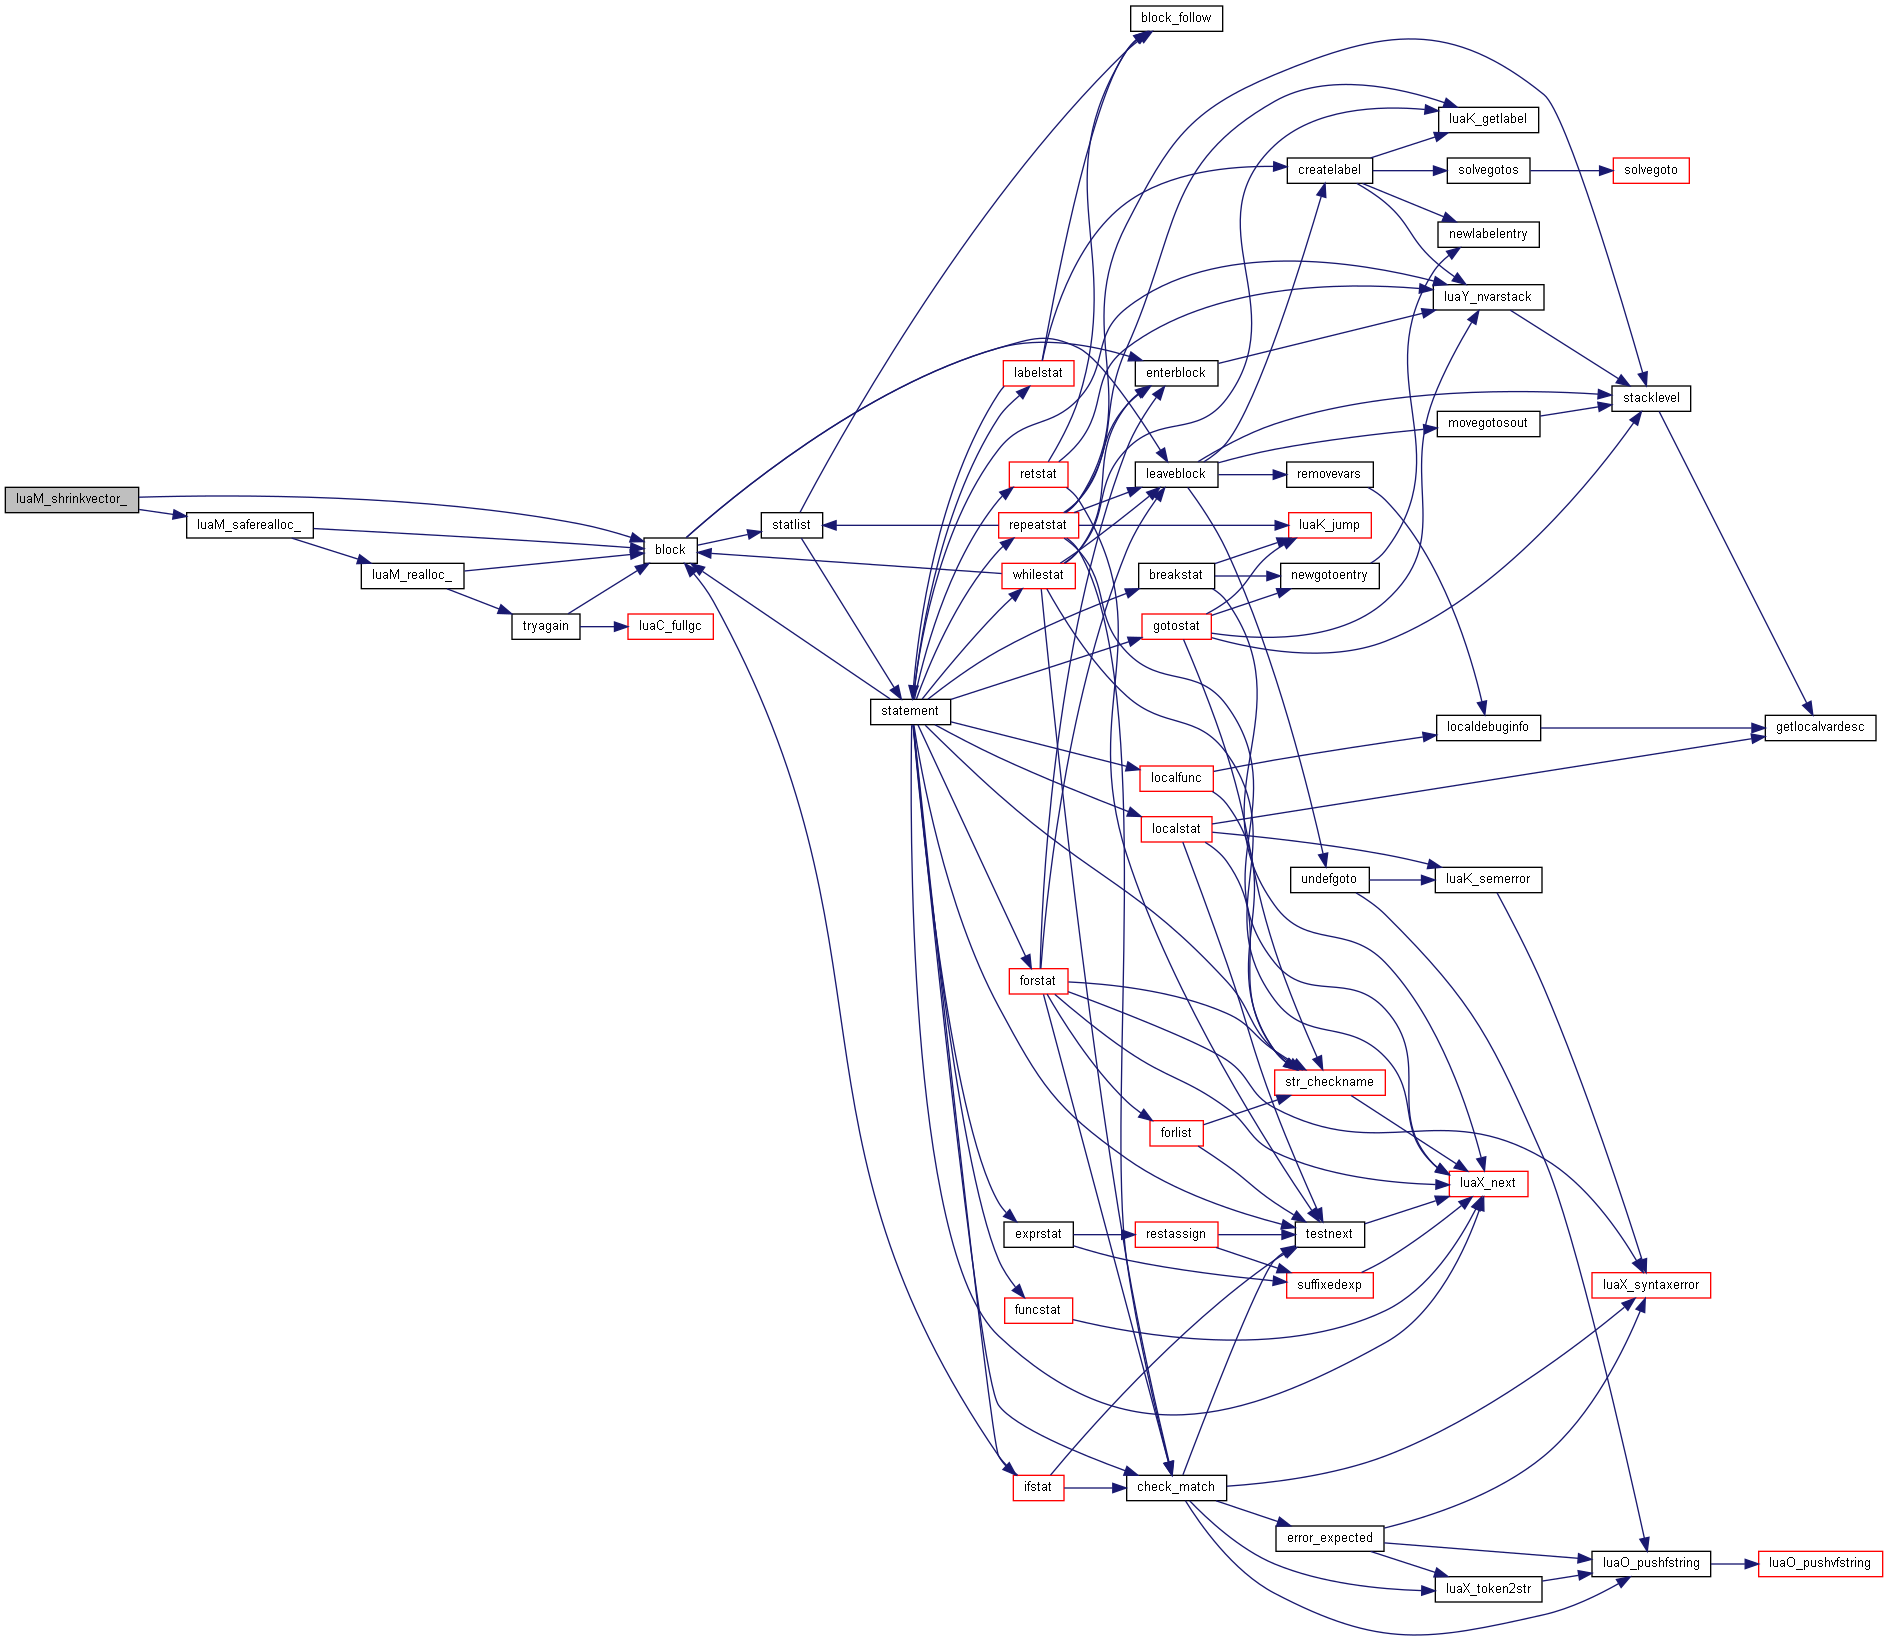 block_follow
luaK_getlabel
createlabel
solvegotos
solvegoto
newlabelentry
luaY_nvarstack
labelstat
enterblock
stacklevel
movegotosout
retstat
leaveblock
removevars
luaM_shrinkvector_
luaM_saferealloc_
statlist
repeatstat
luaK_jump
block
luaM_realloc_
whilestat
breakstat
newgotoentry
tryagain
luaC_fullgc
gotostat
statement
localdebuginfo
getlocalvardesc
localfunc
localstat
undefgoto
luaK_semerror
forstat
str_checkname
forlist
luaX_next
exprstat
restassign
testnext
suffixedexp
luaX_syntaxerror
funcstat
ifstat
check_match
error_expected
luaO_pushfstring
luaO_pushvfstring
luaX_token2str